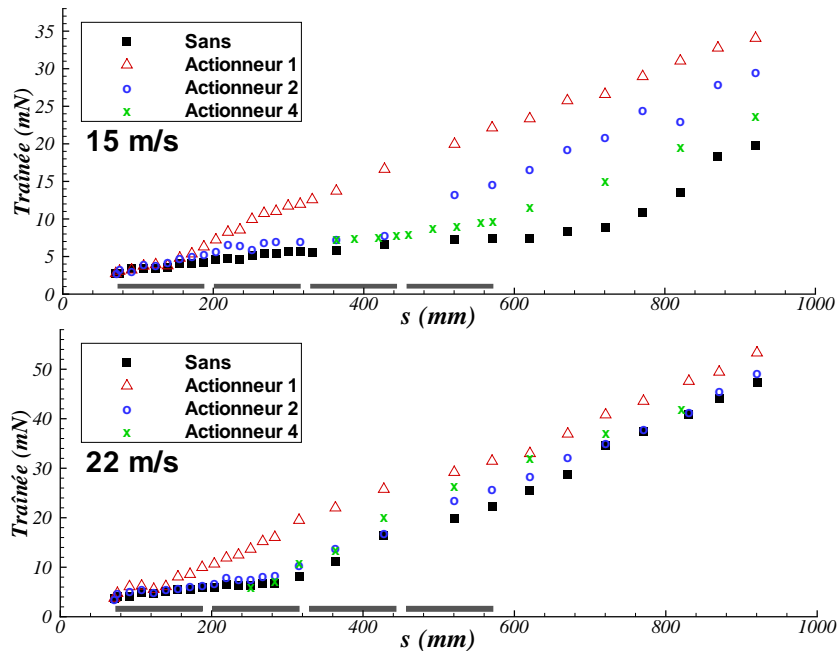 35
30
25
20
15
10
5
0
Traînée (mN)
Sans
Actionneur 1
Actionneur 2
Actionneur 4
15 m/s
0 200 400 600 800 1000
s (mm)
50
40
30
20
10
0
Traînée (mN)
Sans
Actionneur 1
Actionneur 2
Actionneur 4
22 m/s
0 200 400 600 800 1000
s (mm)